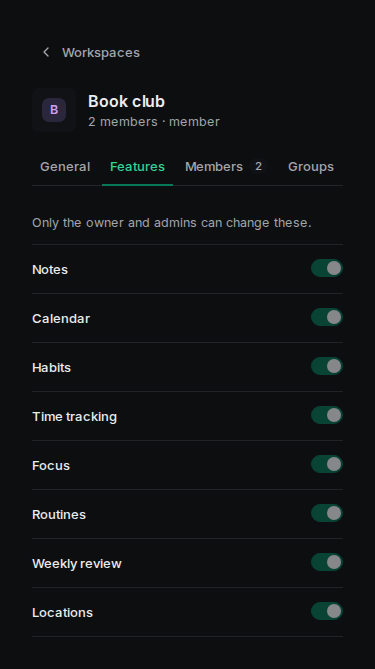 Workspaces
B
Book club
2 members · member
General Features Members 2 Groups
Only the owner and admins can change these.
Notes
Calendar
Habits
Time tracking
Focus
Routines
Weekly review
Locations